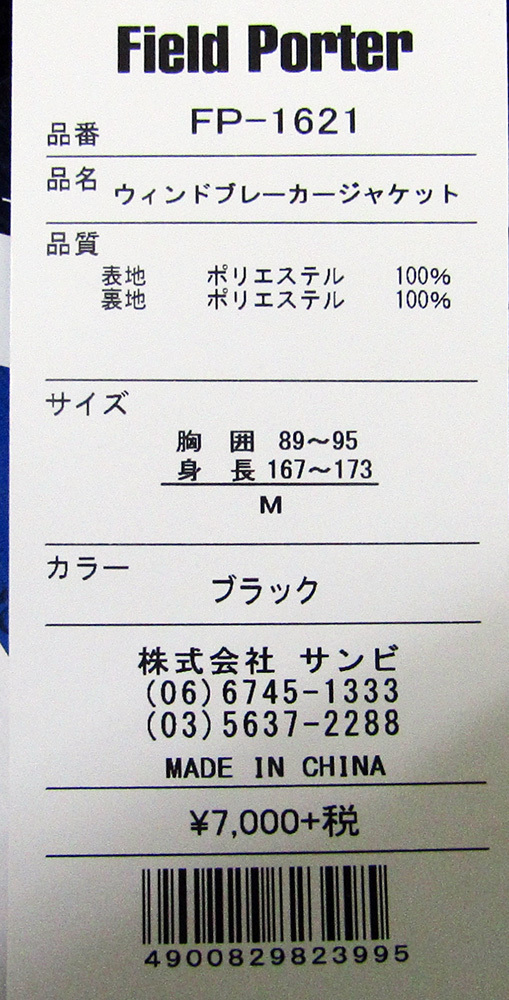 Field Porter
品番 FP-1621
品名 ウィンドブレーカージャケット
品質
表地 ポリエステル 100%
裏地 ポリエステル 100%
サイズ
胸 囲 89～95
身 長 167～173
M
カラー
ブラック
株式会社 サンビ
(06)6745-1333
(03)5637-2288
MADE IN CHINA
¥7,000+税
4900829823995